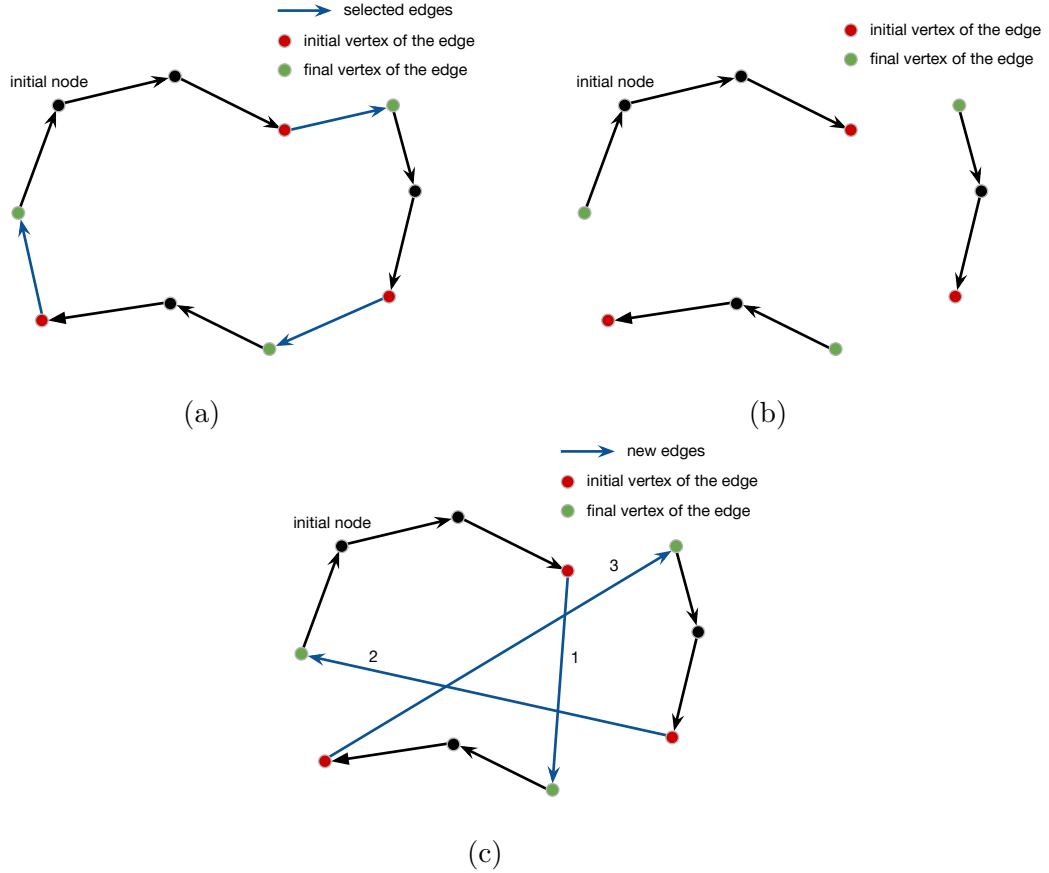 selected edges
initial vertex of the edge
final vertex of the edge
initial node
(a)
initial vertex of the edge
final vertex of the edge
initial node
(b)
new edges
initial vertex of the edge
final vertex of the edge
initial node
3
2
1
(c)